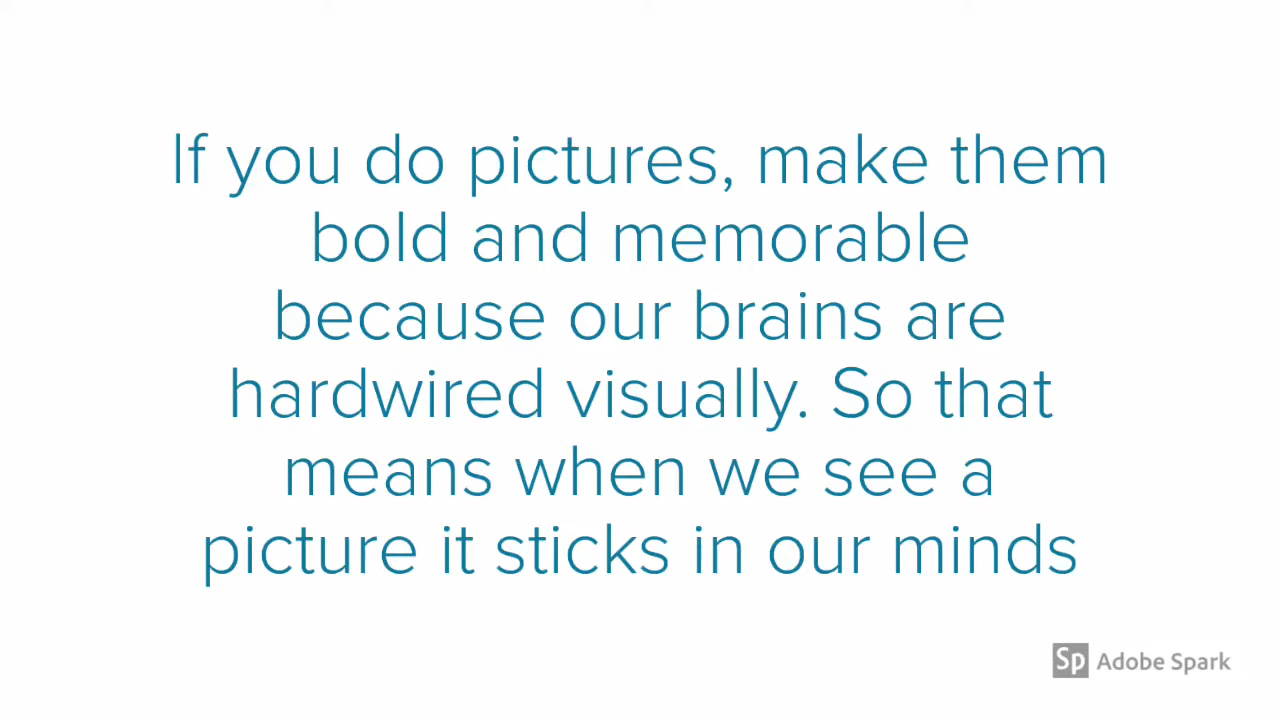 If you do pictures, make them
bold and memorable
because our brains are
hardwired visually. So that
means when we see a
picture it sticks in our minds
Sp Adobe Spark